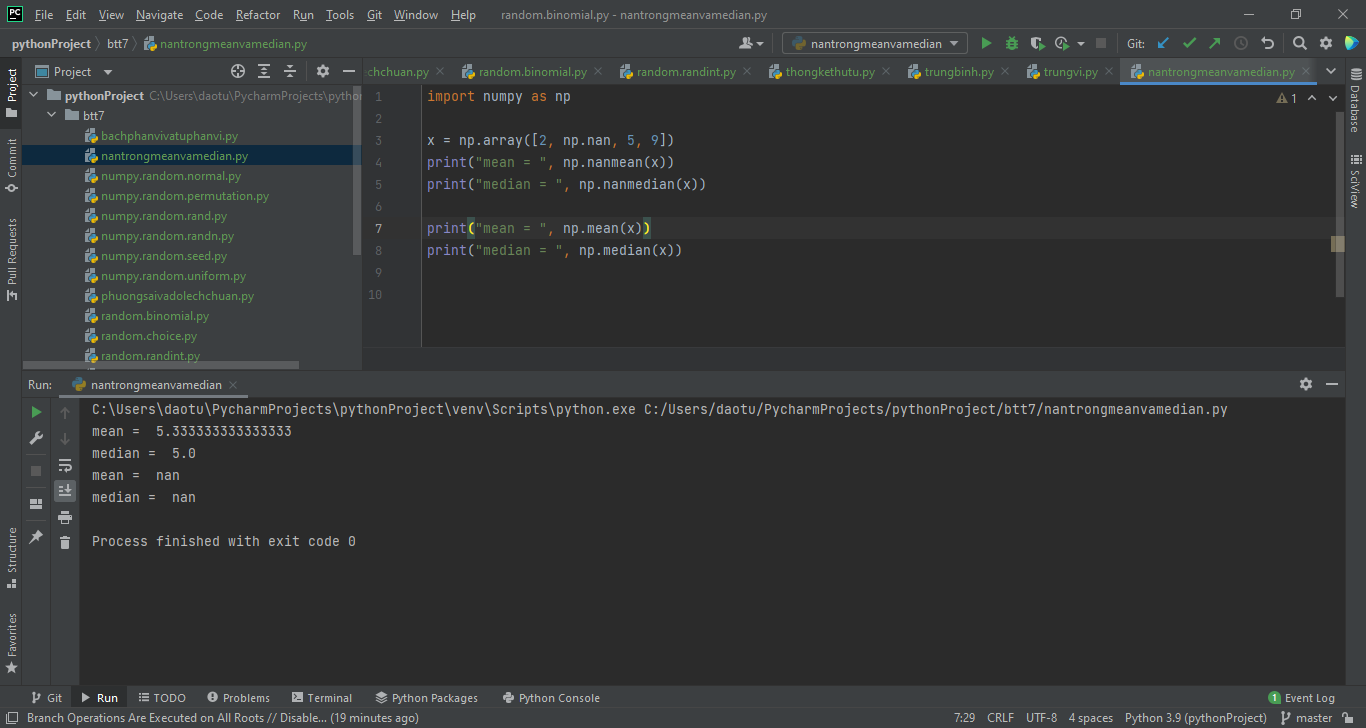 PC File Edit View Navigate Code Refactor Run Tools Git Window Help random.binomial.py - nantrongmeanvamedian.py
pythonProject btt7 nantrongmeanvamedian.py nantrongmeanvamedian Git:
Project
chchuan.py random.binomial.py random.randint.py thongkethutu.py trungbinh.py trungvi.py nantrongmeanvamedian.py
pythonProject C:\Users\daotu\PycharmProjects\pytho
btt7
bachphanvivatuphanvi.py
nantrongmeanvamedian.py
numpy.random.normal.py
numpy.random.permutation.py
numpy.random.rand.py
numpy.random.randn.py
numpy.random.seed.py
numpy.random.uniform.py
phuongsaivadolechchuan.py
random.binomial.py
random.choice.py
random.randint.py
1 import numpy as np
2
3 x = np.array([2, np.nan, 5, 9])
4 print("mean = ", np.nanmean(x))
5 print("median = ", np.nanmedian(x))
6
7 print("mean = ", np.mean(x))
8 print("median = ", np.median(x))
9
10
1
Project
Commit
Pull Requests
Structure
Favorites
Database
SciView
Run: nantrongmeanvamedian
C:\Users\daotu\PycharmProjects\pythonProject\venv\Scripts\python.exe C:/Users/daotu/PycharmProjects/pythonProject/btt7/nantrongmeanvamedian.py
mean =  5.333333333333333
median =  5.0
mean =  nan
median =  nan
Process finished with exit code 0
Git Run TODO Problems Terminal Python Packages Python Console 1 Event Log
Branch Operations Are Executed on All Roots // Disable... (19 minutes ago) 7:29 CRLF UTF-8 4 spaces Python 3.9 (pythonProject) master